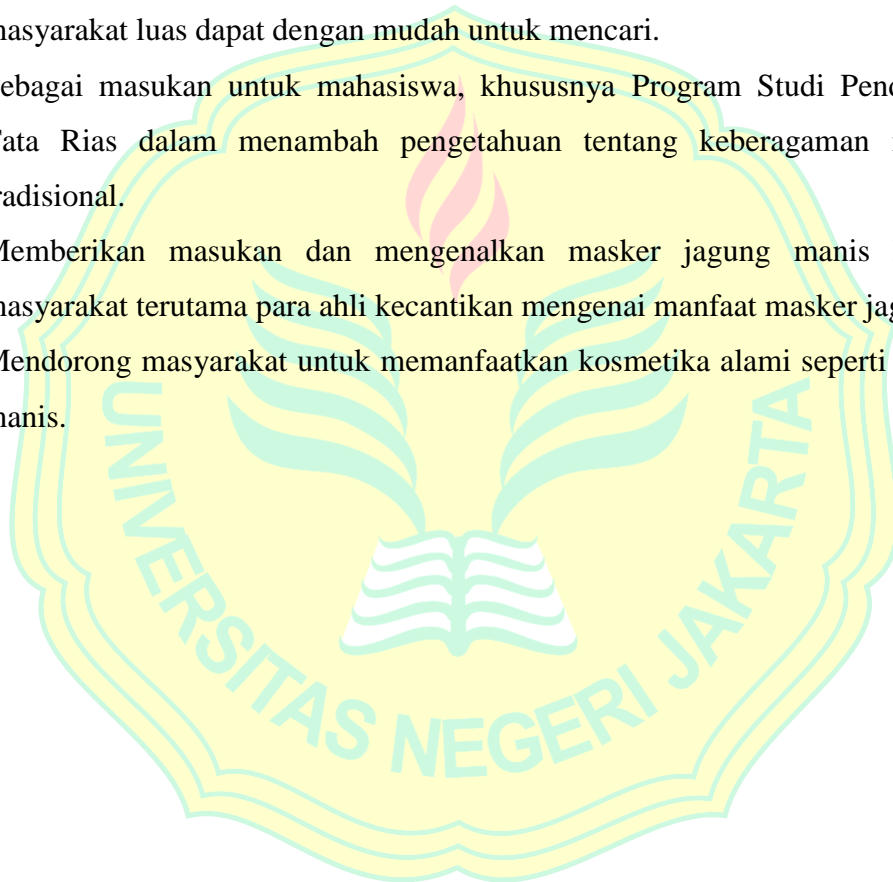 masyarakat luas dapat dengan mudah untuk mencari.
ebagai masukan untuk mahasiswa, khususnya Program Studi Pend
Tata Rias dalam menambah pengetahuan tentang keberagaman
radisional.
Memberikan masukan dan mengenalkan masker jagung manis
masyarakat terutama para ahli kecantikan mengenai manfaat masker jag
Mendorong masyarakat untuk memanfaatkan kosmetika alami seperti
manis.
UNIVERSITAS NEGERI JAKARTA